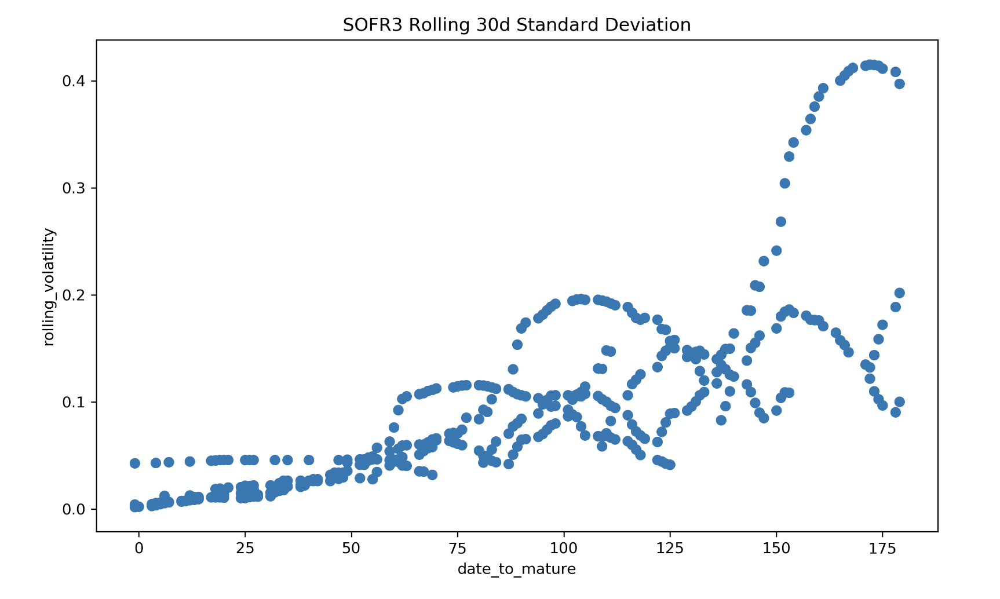 SOFR3 Rolling 30d Standard Deviation
rolling_volatility
0.4
0.3
0.2
0.1
0.0
0 25 50 75 100 125 150 175
date_to_mature